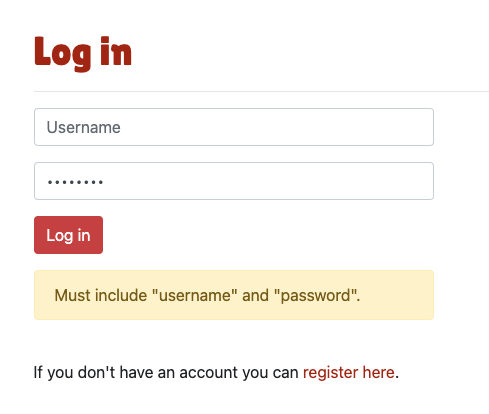 Log in
Username
••••••••
Log in
Must include "username" and "password".
If you don't have an account you can register here.